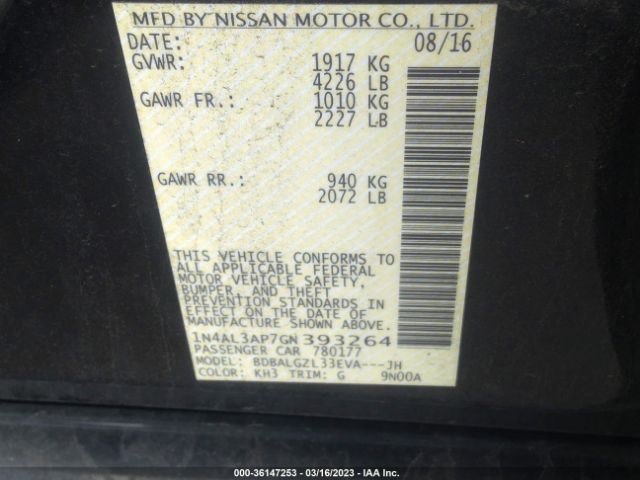 MFD BY NISSAN MOTOR CO., LTD.
DATE: 08/16
GVWR: 1917 KG
4226 LB
GAWR FR.: 1010 KG
2227 LB
GAWR RR.: 940 KG
2072 LB
THIS VEHICLE CONFORMS TO
ALL APPLICABLE FEDERAL
MOTOR VEHICLE SAFETY,
BUMPER, AND THEFT
PREVENTION STANDARDS IN
EFFECT ON THE DATE OF
MANUFACTURE SHOWN ABOVE.
1N4AL3AP7GN393264
PASSENGER CAR 780177
MODEL: BDBALGZL33EVA---JH
COLOR: KH3 TRIM: G 9N00A
000-36147253 - 03/16/2023 - IAA Inc.